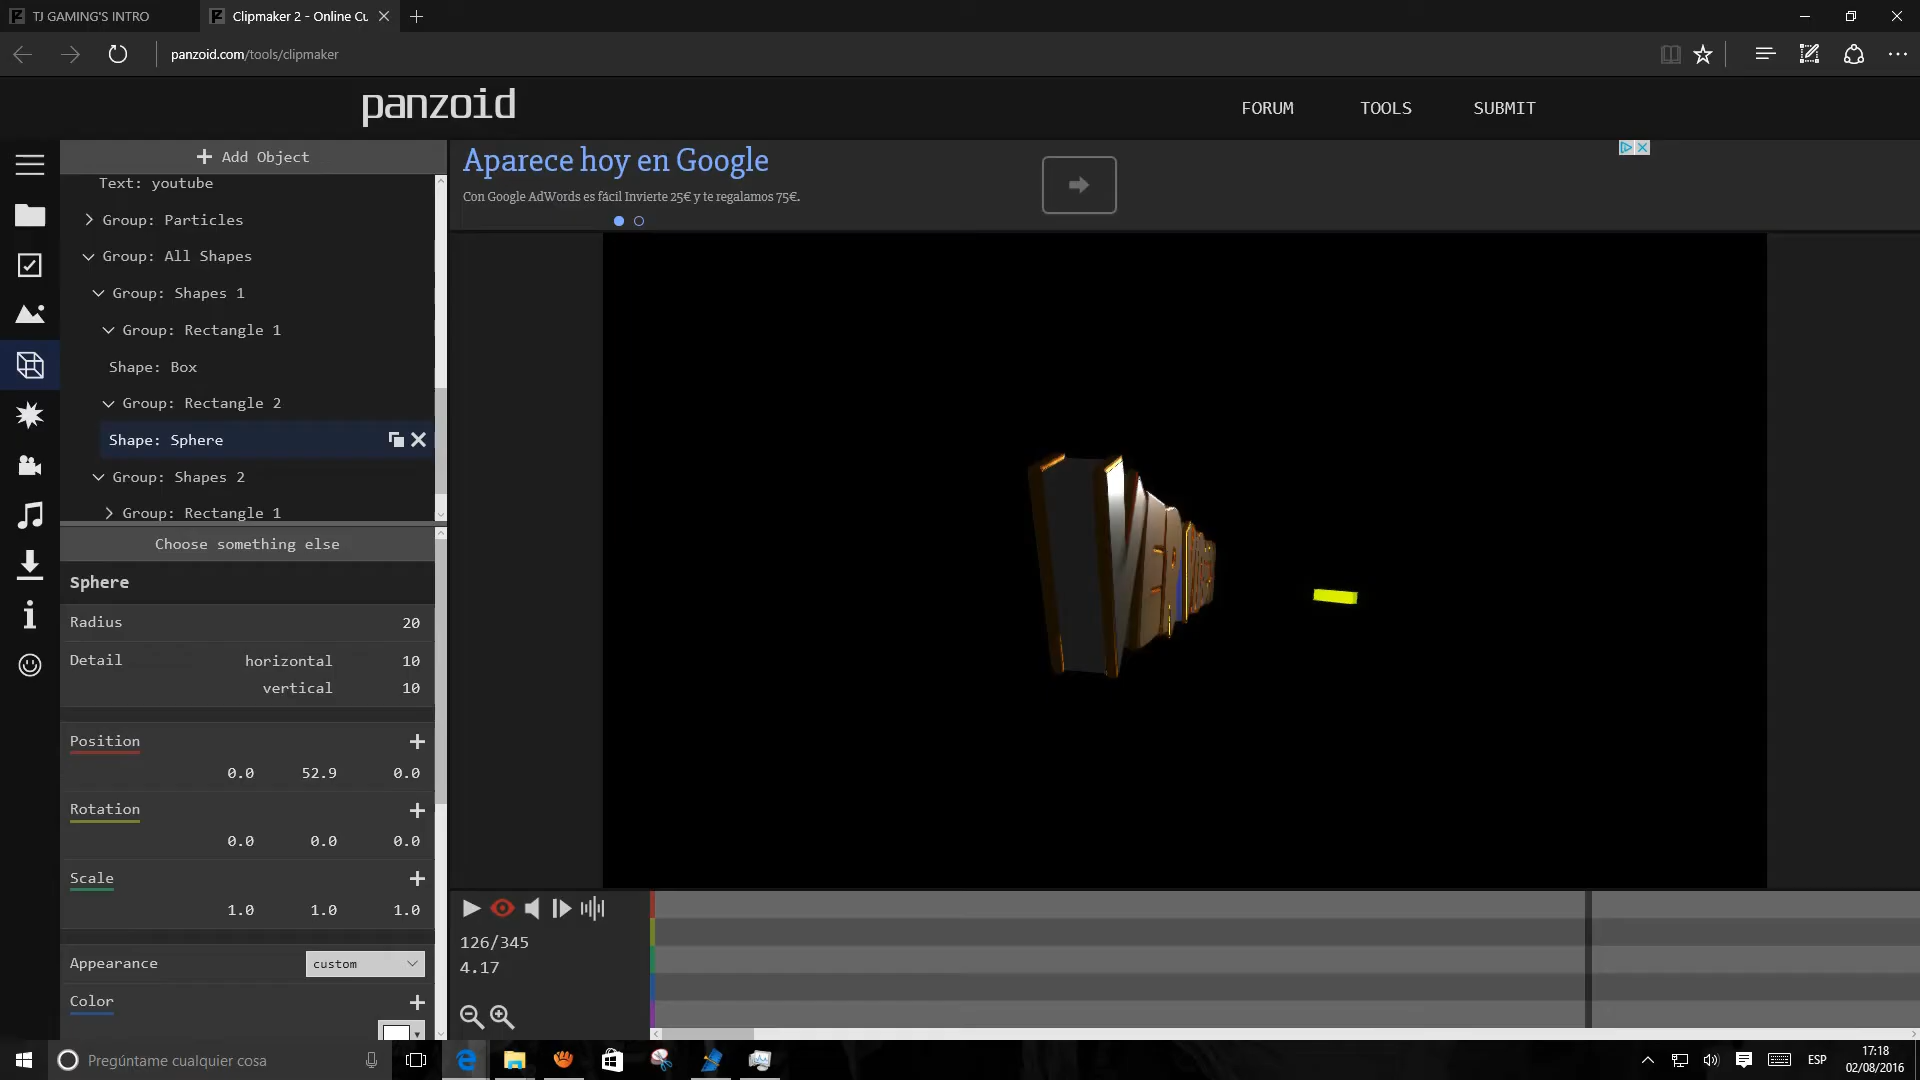 TJ GAMING'S INTRO
Clipmaker 2 - Online Cu
panzoid.com/tools/clipmaker
panzoid
FORUM TOOLS SUBMIT
Add Object
Text: youtube
Group: Particles
Group: All Shapes
Group: Shapes 1
Group: Rectangle 1
Shape: Box
Group: Rectangle 2
Shape: Sphere
Group: Shapes 2
Group: Rectangle 1
Choose something else
Sphere
Radius 20
Detail horizontal 10
vertical 10
Position
0.0 52.9 0.0
Rotation
0.0 0.0 0.0
Scale
1.0 1.0 1.0
Appearance custom
Color
Aparece hoy en Google
Con Google AdWords es fácil Invierte 25€ y te regalamos 75€.
126/345
4.17
Pregúntame cualquier cosa
ESP
17:18
02/08/2016